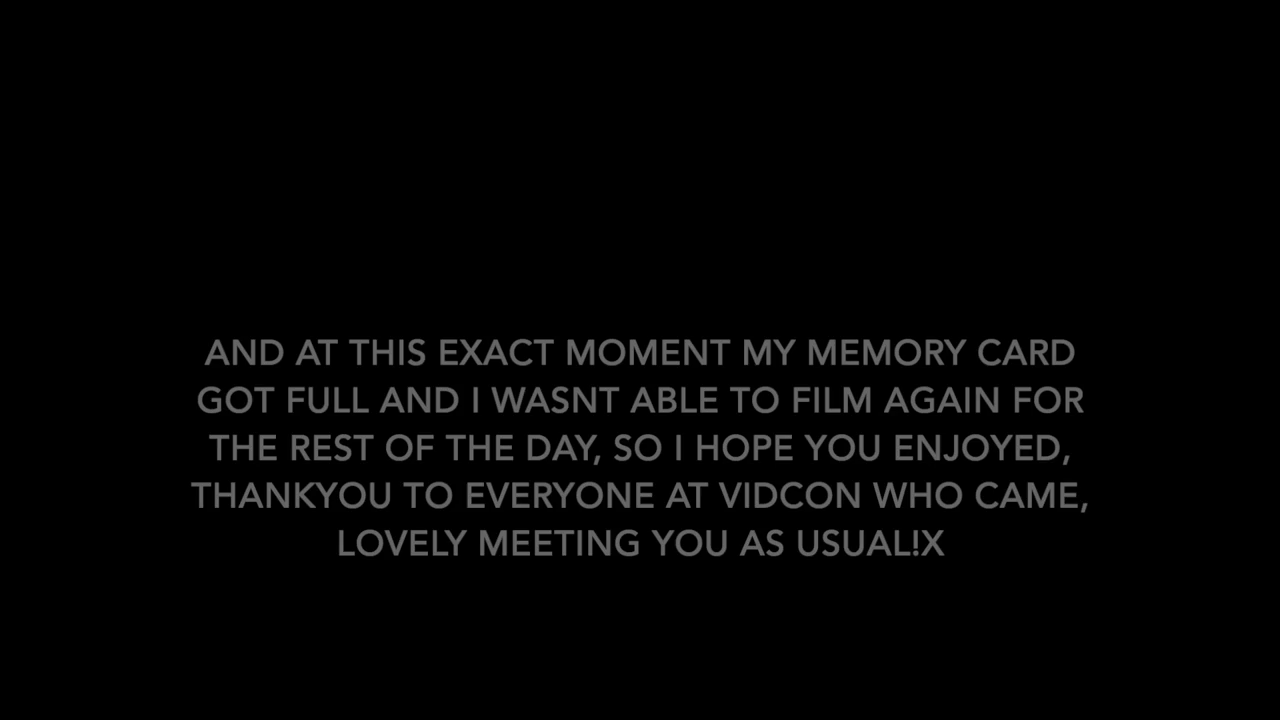 AND AT THIS EXACT MOMENT MY MEMORY CARD
GOT FULL AND I WASNT ABLE TO FILM AGAIN FOR
THE REST OF THE DAY, SO I HOPE YOU ENJOYED,
THANKYOU TO EVERYONE AT VIDCON WHO CAME,
LOVELY MEETING YOU AS USUAL!X